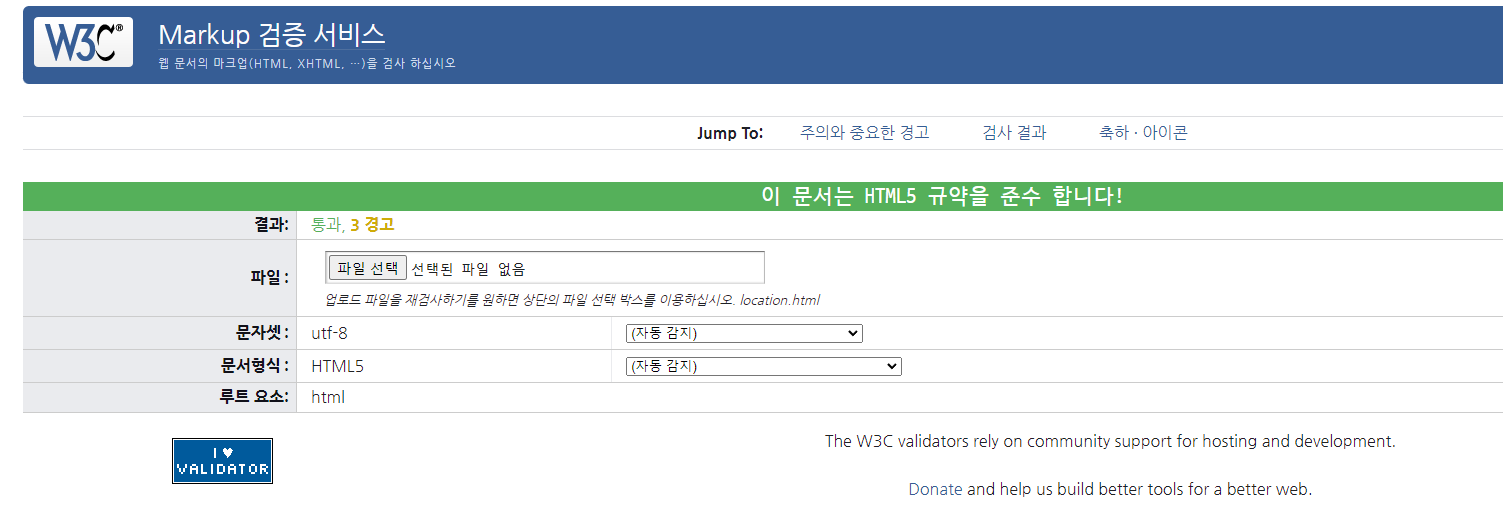 W3C®
Markup 검증 서비스
웹 문서의 마크업(HTML, XHTML, …)을 검사 하십시오
Jump To: 주의와 중요한 경고 검사 결과 축하 · 아이콘
이 문서는 HTML5 규약을 준수 합니다!
결과: 통과, 3 경고
파일 : 파일 선택 선택된 파일 없음
업로드 파일을 재검사하기를 원하면 상단의 파일 선택 박스를 이용하십시오. location.html
문자셋 : utf-8 (자동 감지)
문서형식 : HTML5 (자동 감지)
루트 요소: html
I ♥
VALIDATOR
The W3C validators rely on community support for hosting and development.
Donate and help us build better tools for a better web.